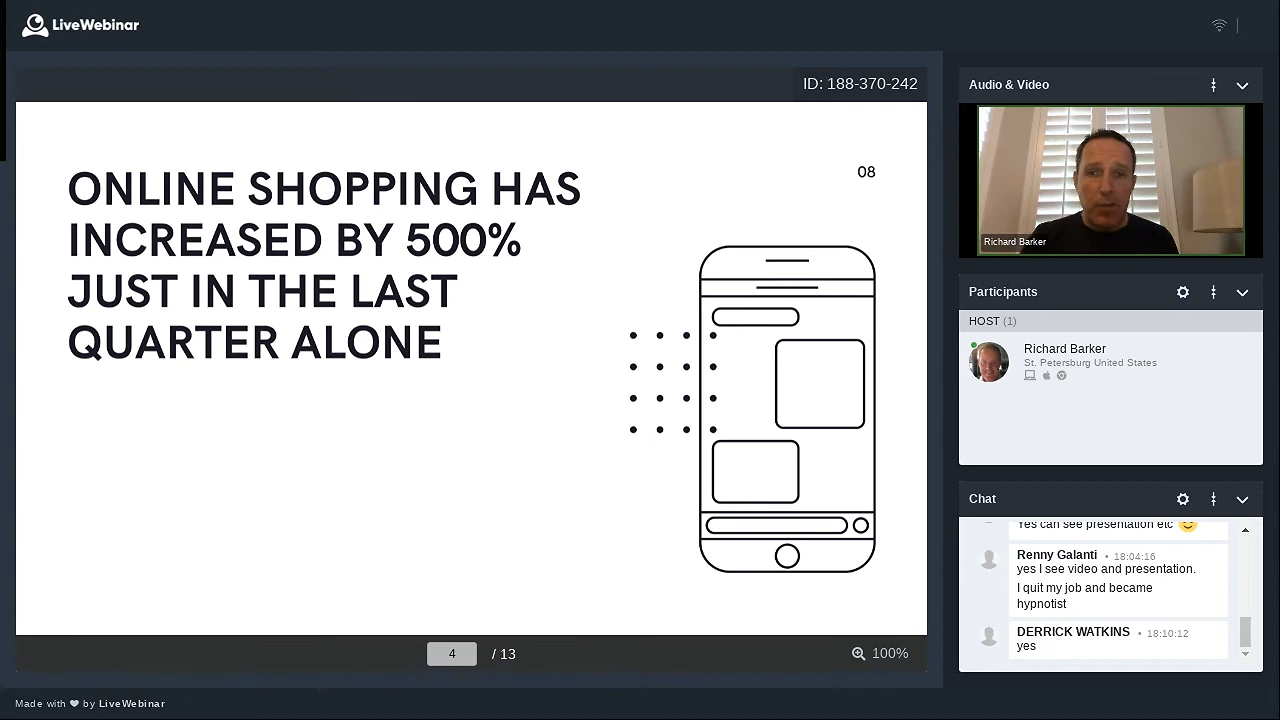 LiveWebinar
ID: 188-370-242
ONLINE SHOPPING HAS
INCREASED BY 500%
JUST IN THE LAST
QUARTER ALONE
08
4 / 13
100%
Audio & Video
Richard Barker
Participants
HOST (1)
Richard Barker
St. Petersburg United States
Chat
Yes can see presentation etc
Renny Galanti • 18:04:16
yes I see video and presentation.
I quit my job and became
hypnotist
DERRICK WATKINS • 18:10:12
yes
Made with by LiveWebinar